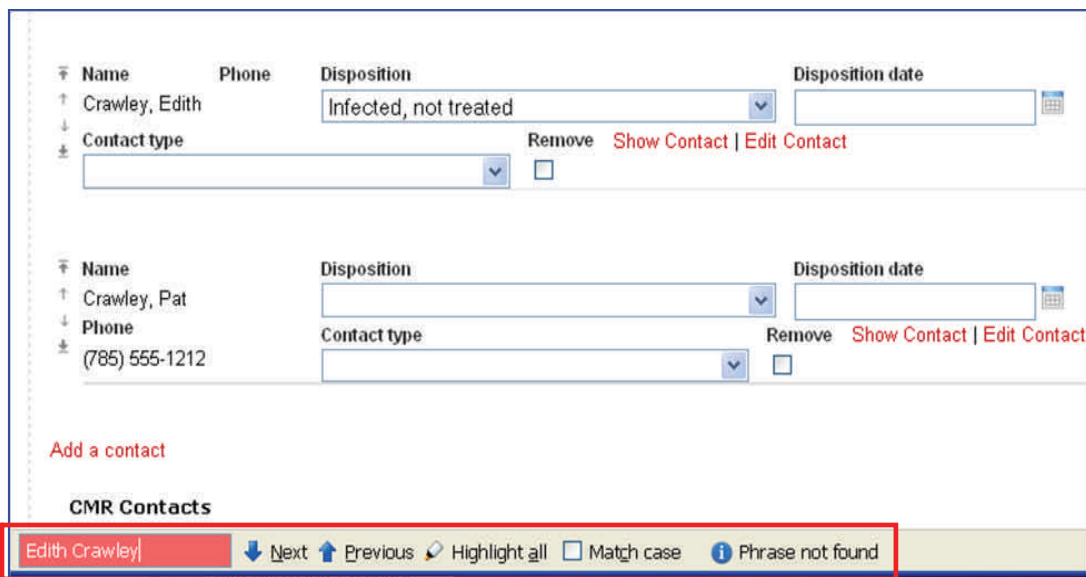 Name Phone Disposition Disposition date
Crawley, Edith Infected, not treated
Contact type Remove Show Contact | Edit Contact
Name Disposition Disposition date
Crawley, Pat
Phone Contact type Remove Show Contact | Edit Contact
(785) 555-1212
Add a contact
CMR Contacts
Edith Crawley Next Previous Highlight all Match case Phrase not found